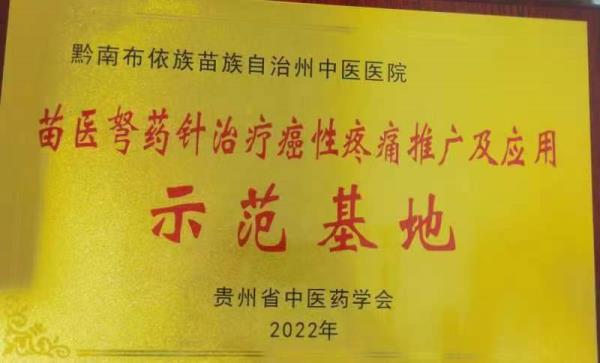 黔南布依族苗族自治州中医医院
苗医弩药针治疗癌性疼痛推广及应用
示范基地
贵州省中医药学会
2022年